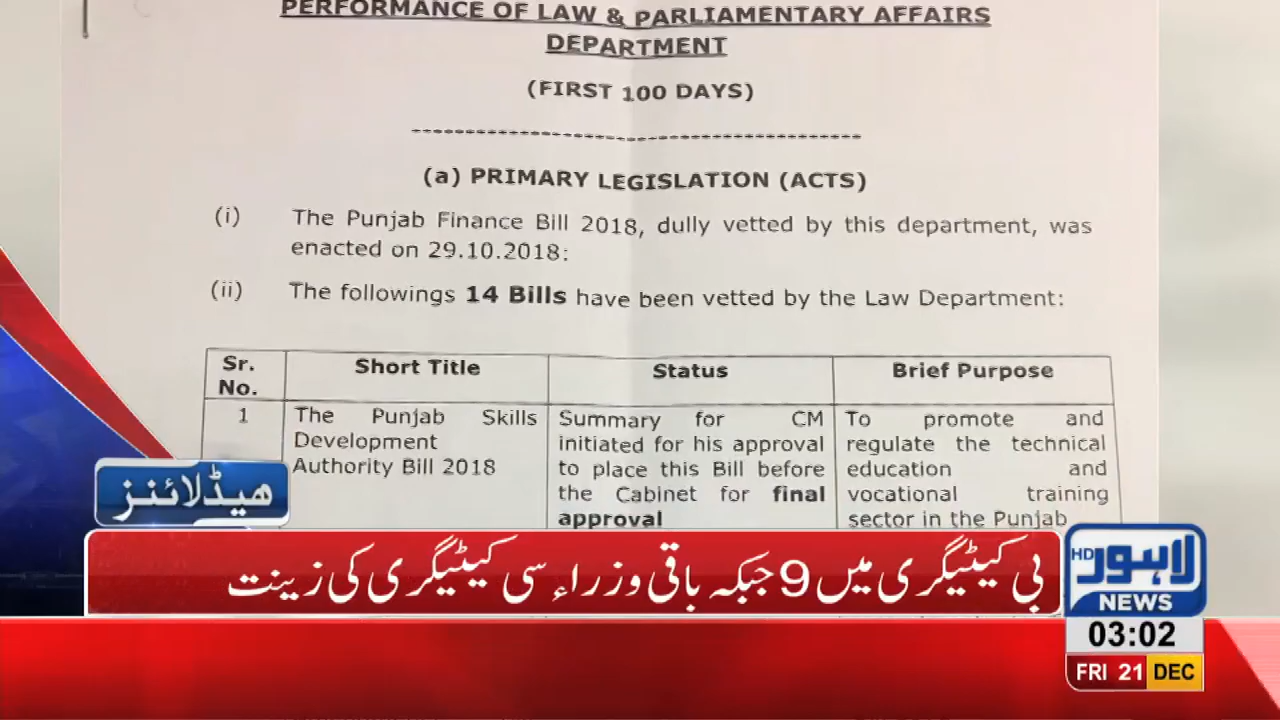 PERFORMANCE OF LAW & PARLIAMENTARY AFFAIRS
DEPARTMENT
(FIRST 100 DAYS)
--------------------------------------------
(a) PRIMARY LEGISLATION (ACTS)
(i) The Punjab Finance Bill 2018, dully vetted by this department, was
enacted on 29.10.2018:
(ii) The followings 14 Bills have been vetted by the Law Department:
Sr. No. Short Title Status Brief Purpose
1 The Punjab Skills Summary for CM To promote and
Development initiated for his approval regulate the technical
Authority Bill 2018 to place this Bill before education and
the Cabinet for final vocational training
approval sector in the Punjab
ھیڈلائنز
بی کیٹیگری میں 9 جبکہ باقی وزراء سی کیٹیگری کی زینت
لاہور HD
NEWS
03:02
FRI 21 DEC